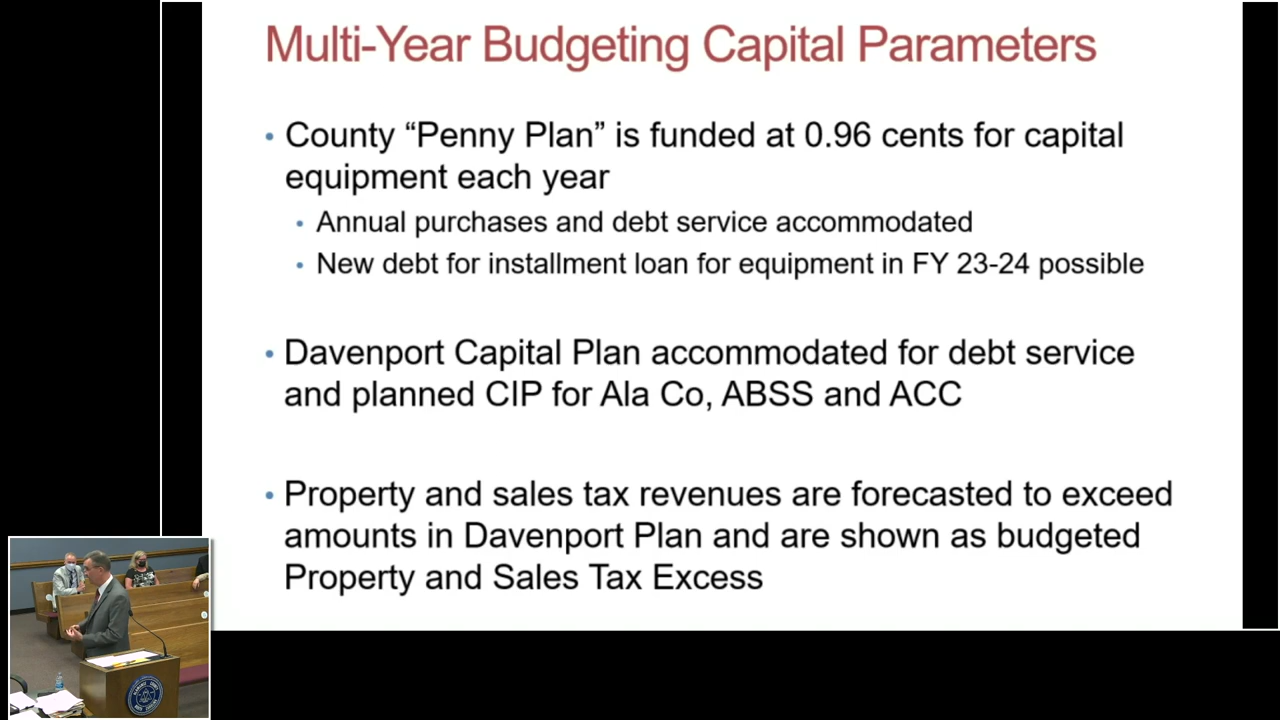 Multi-Year Budgeting Capital Parameters
• County “Penny Plan” is funded at 0.96 cents for capital
equipment each year
• Annual purchases and debt service accommodated
• New debt for installment loan for equipment in FY 23-24 possible
• Davenport Capital Plan accommodated for debt service
and planned CIP for Ala Co, ABSS and ACC
• Property and sales tax revenues are forecasted to exceed
amounts in Davenport Plan and are shown as budgeted
Property and Sales Tax Excess